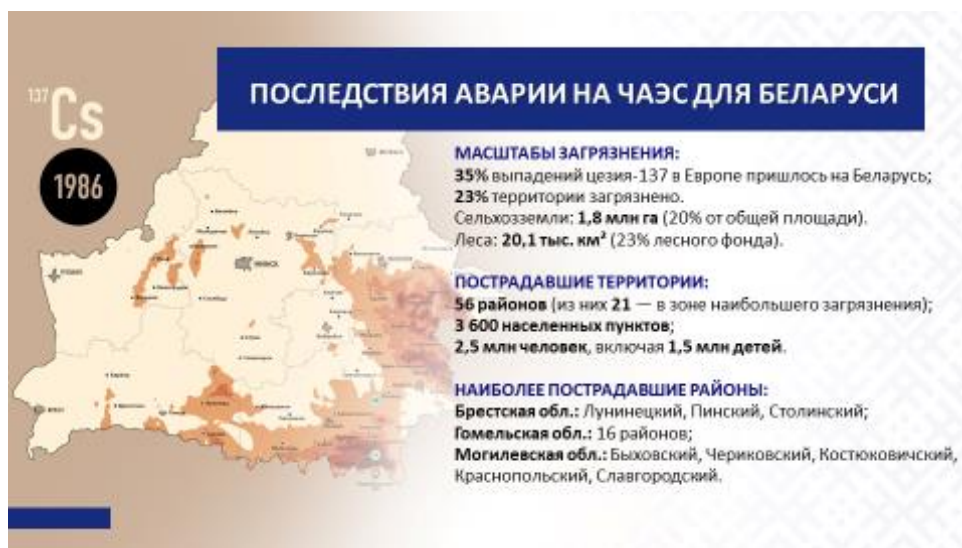 137Cs
1986
ПОСЛЕДСТВИЯ АВАРИИ НА ЧАЭС ДЛЯ БЕЛАРУСИ
МАСШТАБЫ ЗАГРЯЗНЕНИЯ:
35% выпадений цезия-137 в Европе пришлось на Беларусь;
23% территории загрязнено.
Сельхозземли: 1,8 млн га (20% от общей площади).
Леса: 20,1 тыс. км² (23% лесного фонда).
ПОСТРАДАВШИЕ ТЕРРИТОРИИ:
56 районов (из них 21 — в зоне наибольшего загрязнения);
3 600 населенных пунктов;
2,5 млн человек, включая 1,5 млн детей.
НАИБОЛЕЕ ПОСТРАДАВШИЕ РАЙОНЫ:
Брестская обл.: Лунинецкий, Пинский, Столинский;
Гомельская обл.: 16 районов;
Могилевская обл.: Быховский, Чериковский, Костюковичский,
Краснопольский, Славгородский.